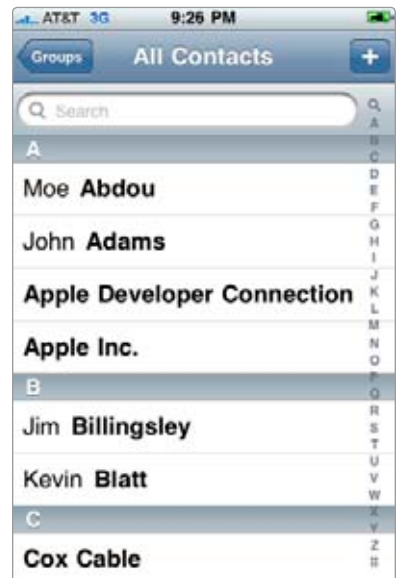 AT&T 3G 9:26 PM
Groups All Contacts +
Search
A
Moe Abdou
John Adams
Apple Developer Connection
Apple Inc.
B
Jim Billingsley
Kevin Blatt
C
Cox Cable
A
B
C
D
E
F
G
H
I
J
K
L
M
N
O
P
Q
R
S
T
U
V
W
X
Y
Z
#